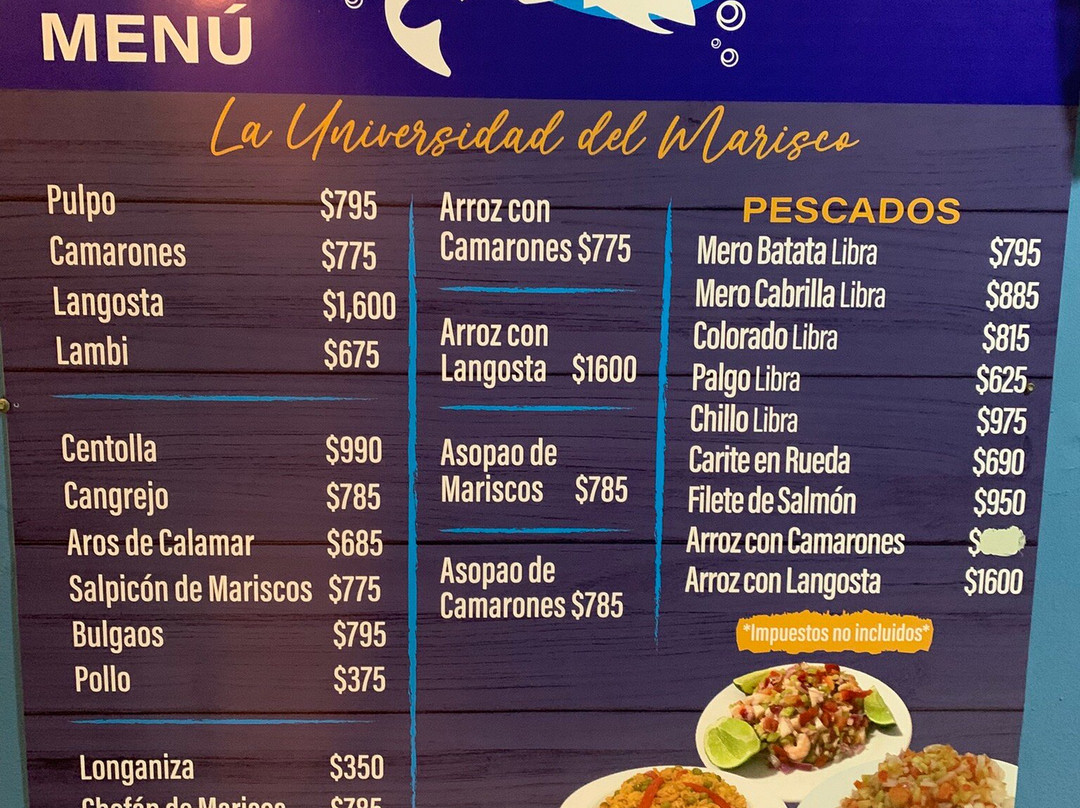 MENÚ
La Universidad del Marisco
Pulpo $795
Camarones $775
Langosta $1,600
Lambi $675
Centolla $990
Cangrejo $785
Aros de Calamar $685
Salpicón de Mariscos $775
Bulgaos $795
Pollo $375
Longaniza $350
Chofán de Marisco $795
Arroz con
Camarones $775
Arroz con
Langosta $1600
Asopao de
Mariscos $785
Asopao de
Camarones $785
PESCADOS
Mero Batata Libra $795
Mero Cabrilla Libra $885
Colorado Libra $815
Palgo Libra $625
Chillo Libra $975
Carite en Rueda $690
Filete de Salmón $950
Arroz con Camarones $
Arroz con Langosta $1600
*Impuestos no incluidos*